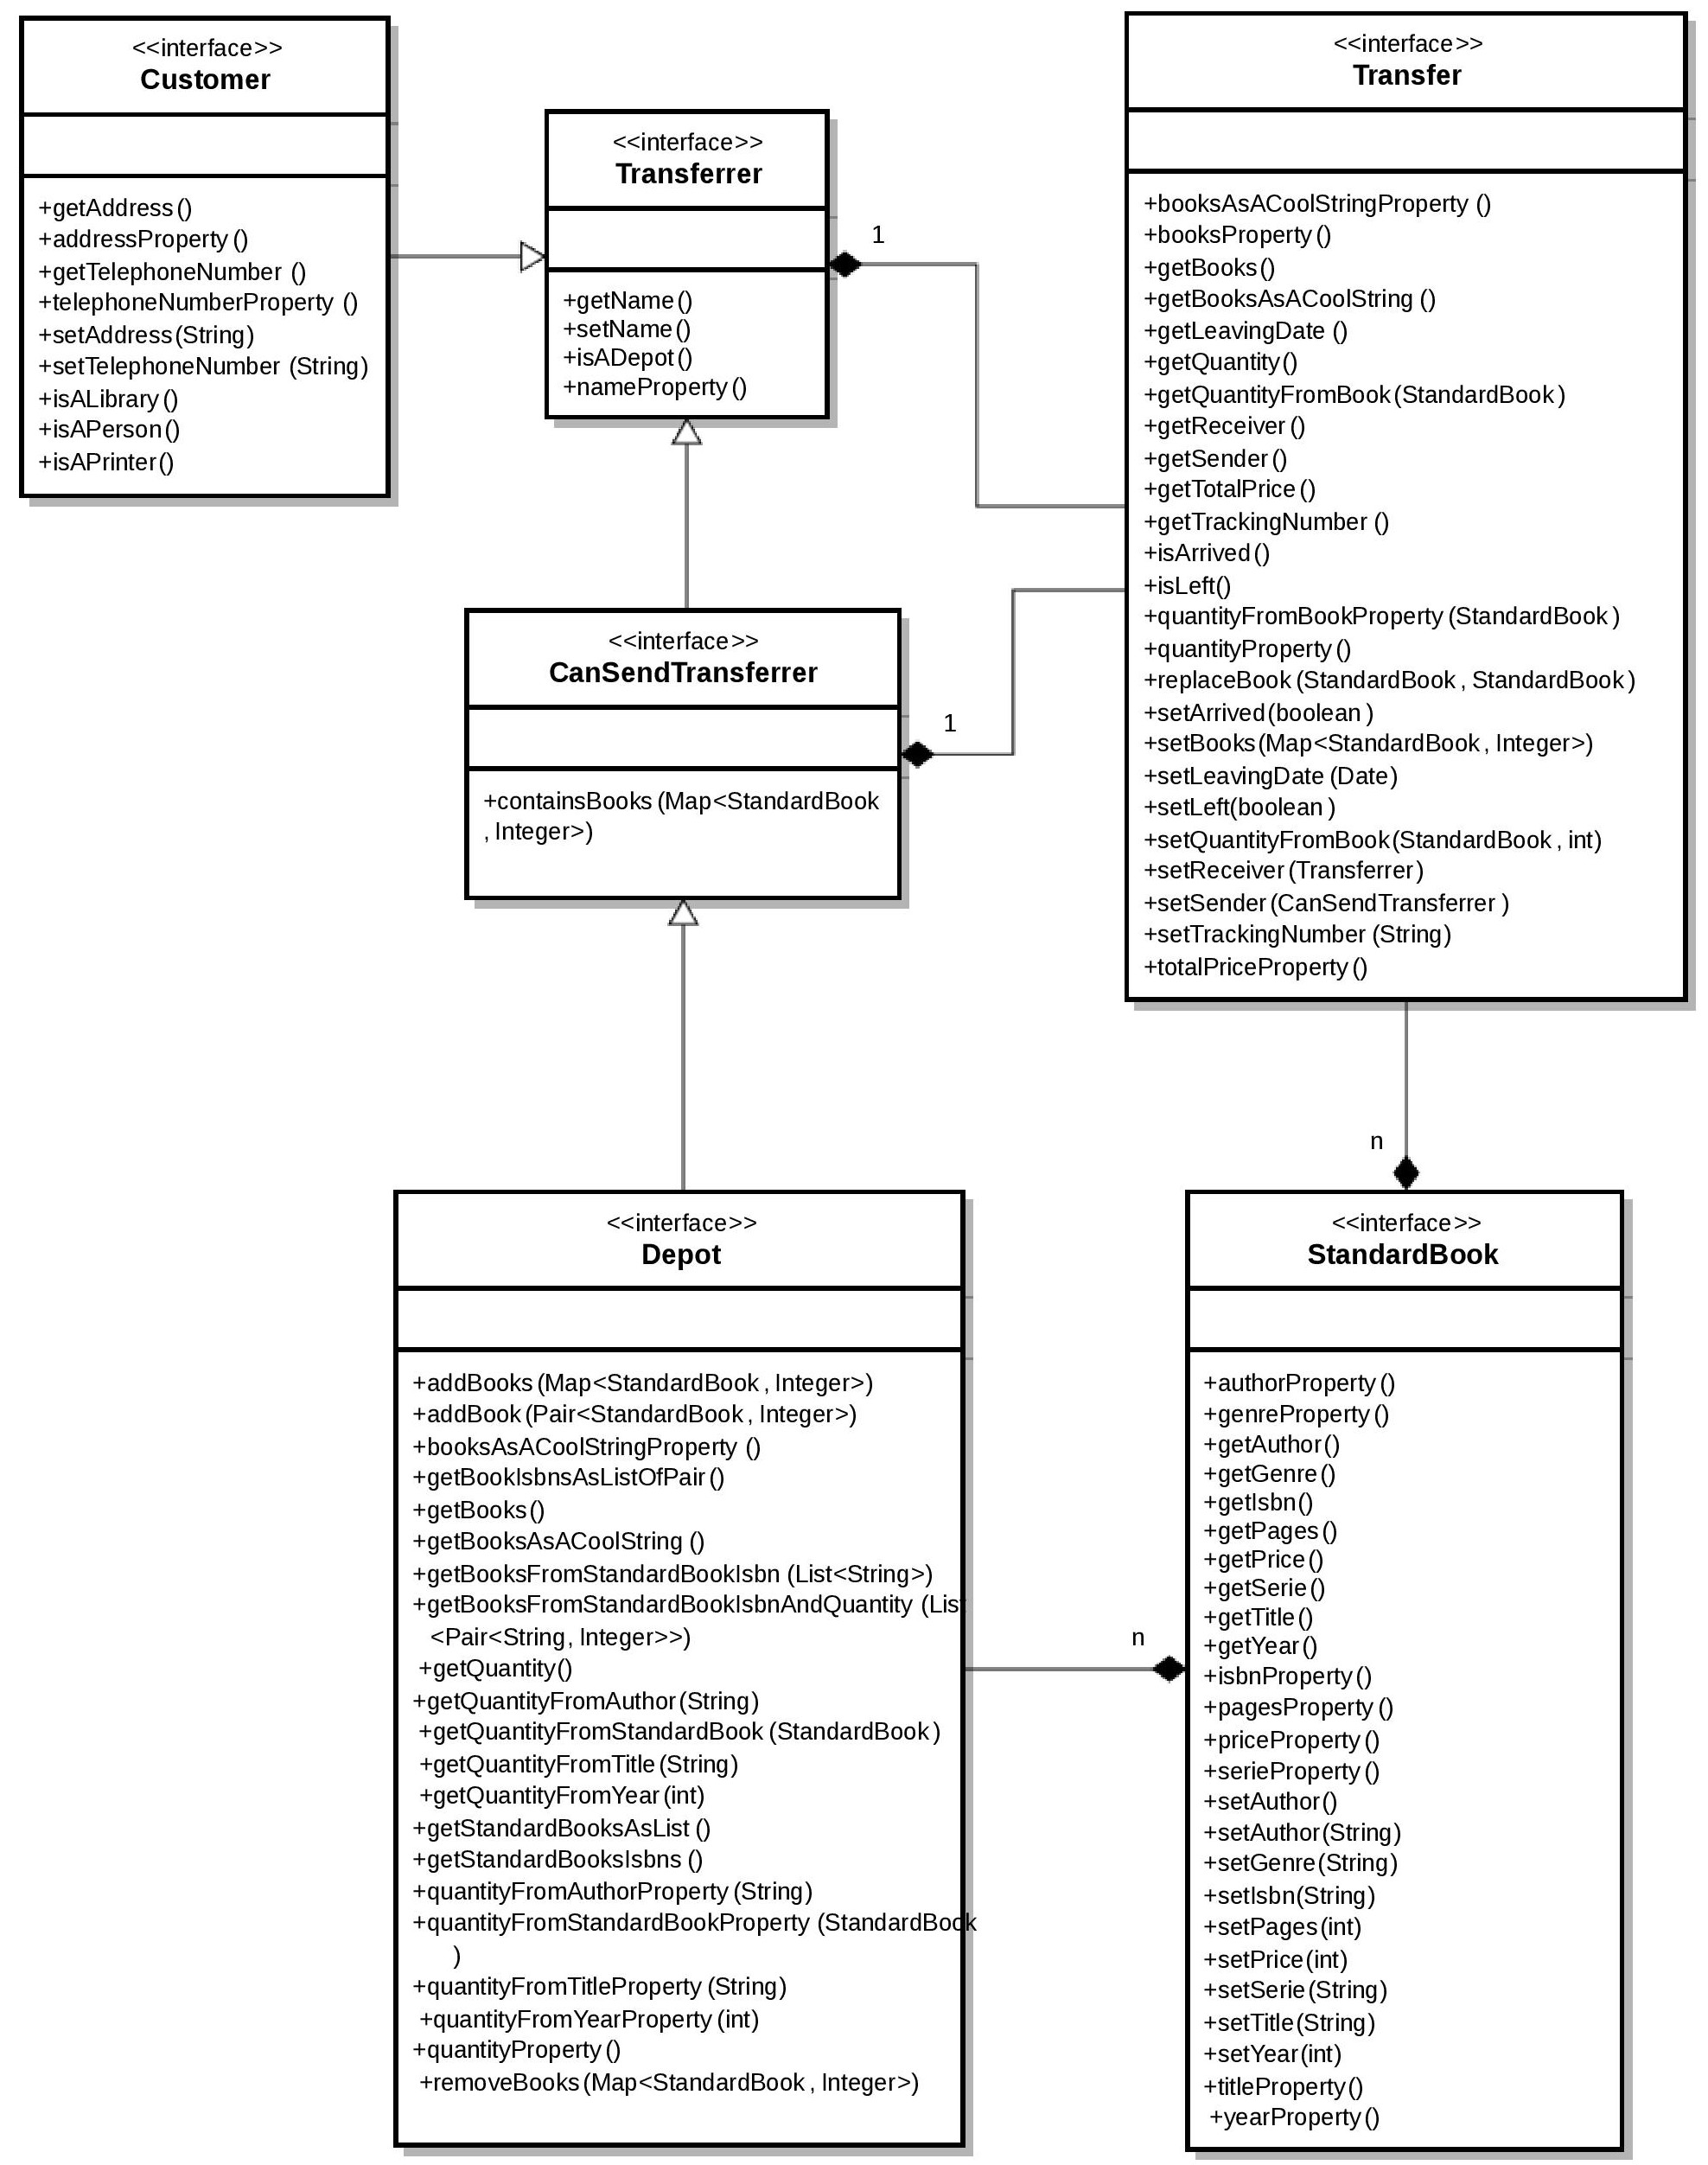 <<interface>>
Customer
+getAddress()
+addressProperty()
+getTelephoneNumber ()
+telephoneNumberProperty ()
+setAddress(String)
+setTelephoneNumber (String)
+isALibrary()
+isAPerson()
+isAPrinter()
<<interface>>
Transferrer
+getName()
+setName()
+isADepot()
+nameProperty()
1
<<interface>>
Transfer
+booksAsACoolStringProperty ()
+booksProperty()
+getBooks()
+getBooksAsACoolString ()
+getLeavingDate ()
+getQuantity()
+getQuantityFromBook(StandardBook)
+getReceiver()
+getSender()
+getTotalPrice()
+getTrackingNumber ()
+isArrived()
+isLeft()
+quantityFromBookProperty(StandardBook)
+quantityProperty()
+replaceBook(StandardBook, StandardBook)
+setArrived(boolean)
+setBooks(Map<StandardBook, Integer>)
+setLeavingDate(Date)
+setLeft(boolean)
+setQuantityFromBook(StandardBook, int)
+setReceiver(Transferrer)
+setSender(CanSendTransferrer )
+setTrackingNumber (String)
+totalPriceProperty()
<<interface>>
CanSendTransferrer
+containsBooks(Map<StandardBook
, Integer>)
1
n
<<interface>>
Depot
+addBooks(Map<StandardBook, Integer>)
+addBook(Pair<StandardBook, Integer>)
+booksAsACoolStringProperty ()
+getBookIsbnsAsListOfPair()
+getBooks()
+getBooksAsACoolString ()
+getBooksFromStandardBookIsbn (List<String>)
+getBooksFromStandardBookIsbnAndQuantity (List
<Pair<String, Integer>>)
+getQuantity()
+getQuantityFromAuthor(String)
+getQuantityFromStandardBook(StandardBook)
+getQuantityFromTitle(String)
+getQuantityFromYear(int)
+getStandardBooksAsList ()
+getStandardBooksIsbns ()
+quantityFromAuthorProperty(String)
+quantityFromStandardBookProperty (StandardBook
)
+quantityFromTitleProperty(String)
+quantityFromYearProperty(int)
+quantityProperty()
+removeBooks(Map<StandardBook, Integer>)
n
<<interface>>
StandardBook
+authorProperty()
+genreProperty()
+getAuthor()
+getGenre()
+getIsbn()
+getPages()
+getPrice()
+getSerie()
+getTitle()
+getYear()
+isbnProperty()
+pagesProperty()
+priceProperty()
+serieProperty()
+setAuthor()
+setAuthor(String)
+setGenre(String)
+setIsbn(String)
+setPages(int)
+setPrice(int)
+setSerie(String)
+setTitle(String)
+setYear(int)
+titleProperty()
+yearProperty()